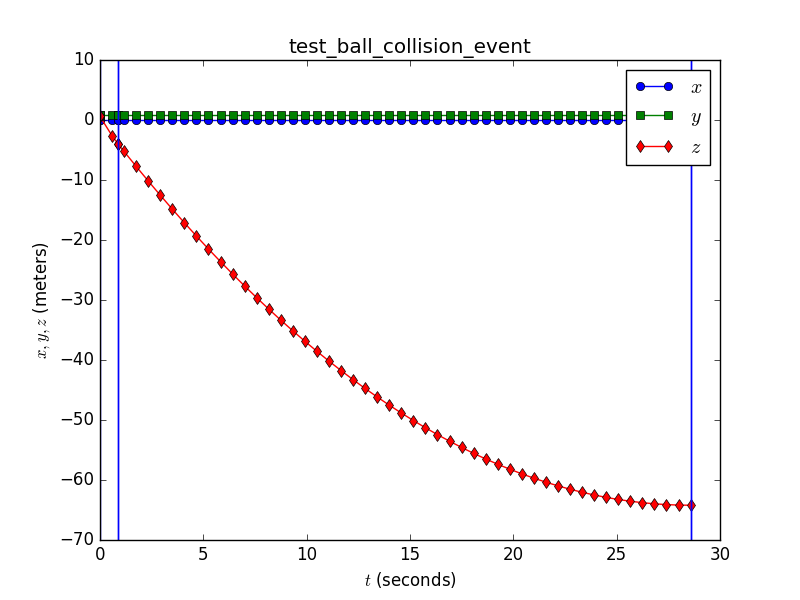 test_ball_collision_event
10
0
−10
−20
−30
−40
−50
−60
−70
x, y, z (meters)
x
y
z
0
5
10
15
20
25
30
t (seconds)